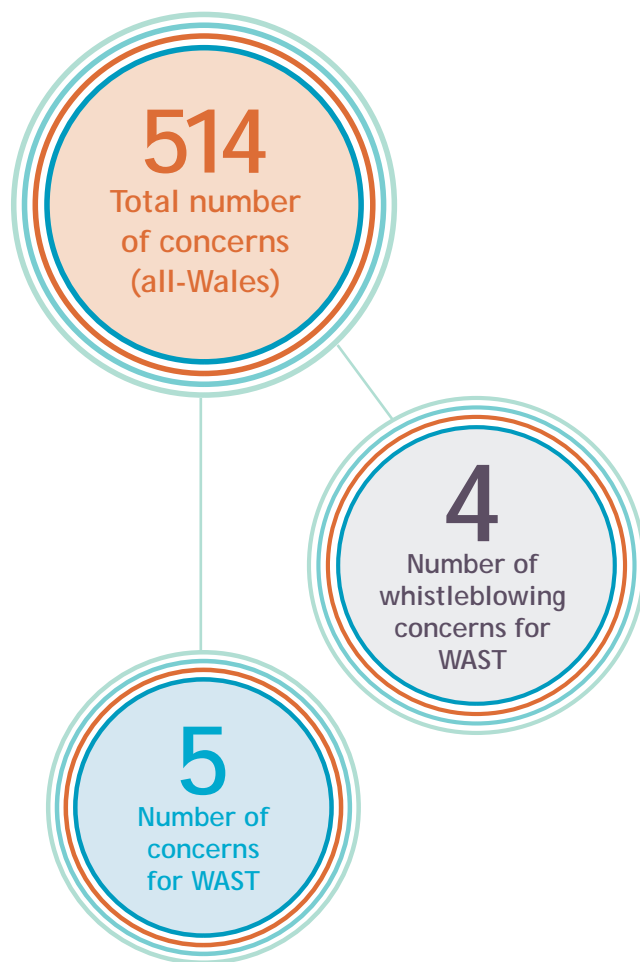 514
Total number
of concerns
(all-Wales)
4
Number of
whistleblowing
concerns for
WAST
5
Number of
concerns
for WAST